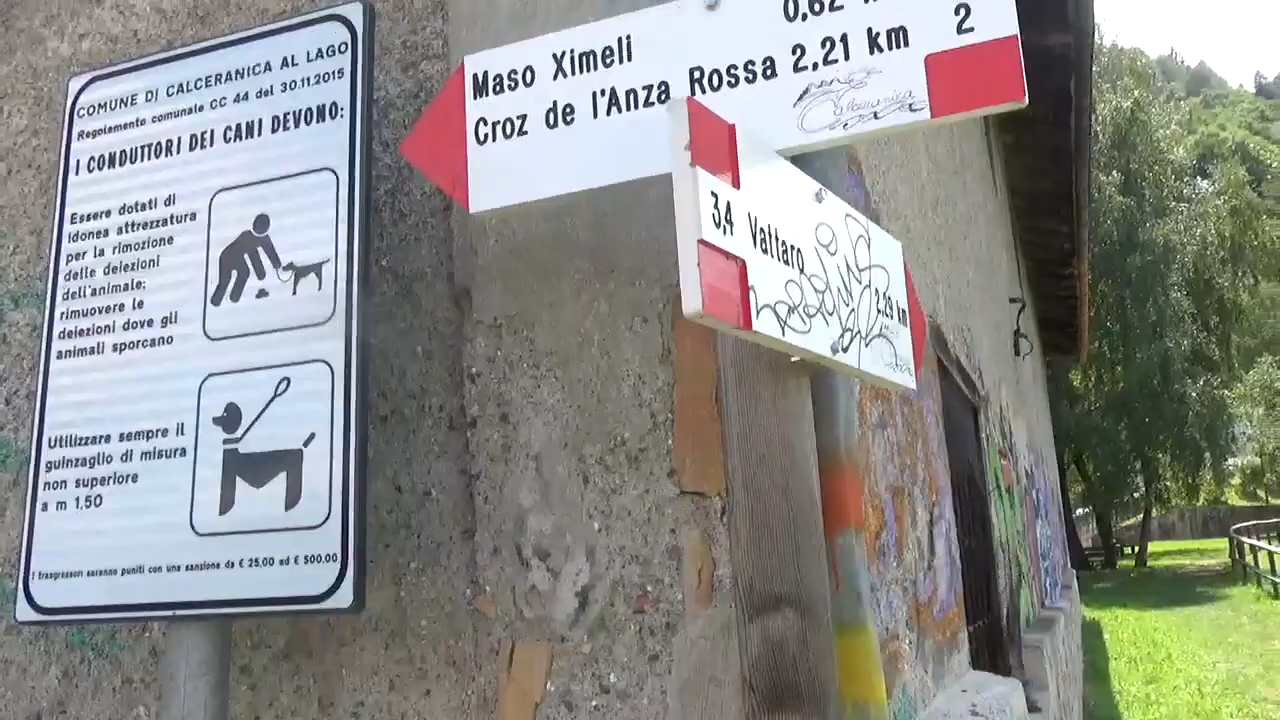 COMUNE DI CALCERANICA AL LAGO
Regolamento comunale CC 44 del 30.11.2015
I CONDUTTORI DEI CANI DEVONO:
Essere dotati di
idonea attrezzatura
per la rimozione
delle deiezioni
dell'animale;
rimuovere le
deiezioni dove gli
animali sporcano
Utilizzare sempre il
guinzaglio di misura
non superiore
a m 1,50
I trasgressori saranno puniti con una sanzione da € 25,00 ad € 500,00
Maso Ximeli 0,62
Croz de l'Anza Rossa 2,21 km
2
3,4 Vattaro
2,29 km